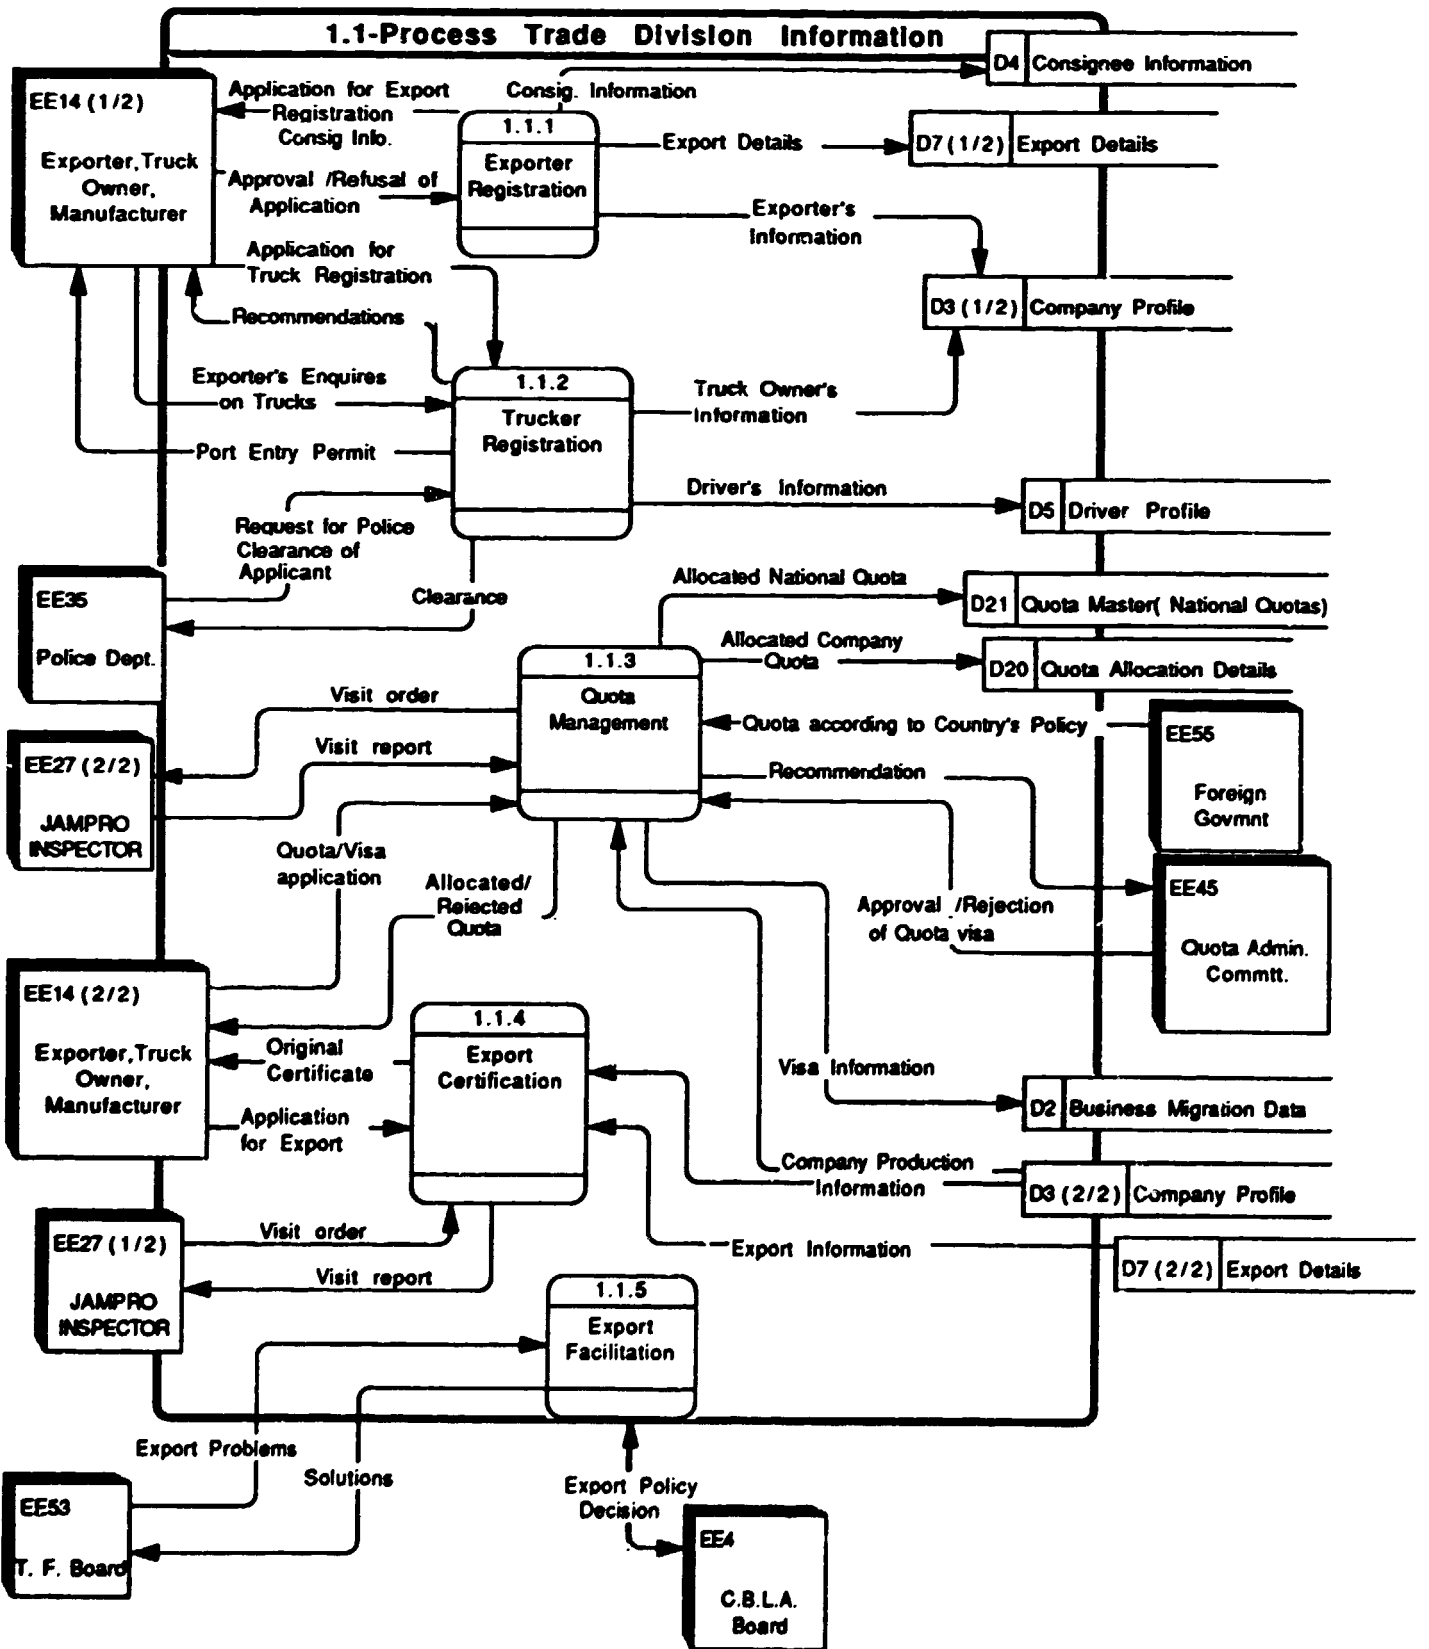 1.1-Process Trade Division Information
D4
Consignee Information
EE14 (1/2)
Exporter, Truck
Owner,
Manufacturer
Application for Export
Registration
Consig Info.
Consig. Information
1.1.1
Exporter
Registration
Export Details
D7 (1/2)
Export Details
Approval /Refusal of
Application
Exporter's
Information
Application for
Truck Registration
D3 (1/2)
Company Profile
Recommendations
Exporter's Enquires
on Trucks
1.1.2
Trucker
Registration
Truck Owner's
Information
Port Entry Permit
Driver's Information
D5
Driver Profile
Request for Police
Clearance of
Applicant
EE35
Police Dept.
Clearance
Allocated National Quota
D21
Quota Master( National Quotas)
1.1.3
Quota
Management
Allocated Company
Quota
D20
Quota Allocation Details
Visit order
Quota according to Country's Policy
EE55
Foreign
Govmnt
EE27 (2/2)
JAMPRO
INSPECTOR
Visit report
Recommendation
Quota/Visa
application
Allocated/
Rejected
Quota
Approval /Rejection
of Quota visa
EE45
Quota Admin.
Committ.
EE14 (2/2)
Exporter, Truck
Owner,
Manufacturer
1.1.4
Export
Certification
Original
Certificate
Visa Information
Application
for Export
D2
Business Migration Data
Company Production
Information
D3 (2/2)
Company Profile
EE27 (1/2)
JAMPRO
INSPECTOR
Visit order
Export Information
D7 (2/2)
Export Details
Visit report
1.1.5
Export
Facilitation
Export Problems
Solutions
Export Policy
Decision
EE53
T. F. Board
EE4
C.B.L.A.
Board